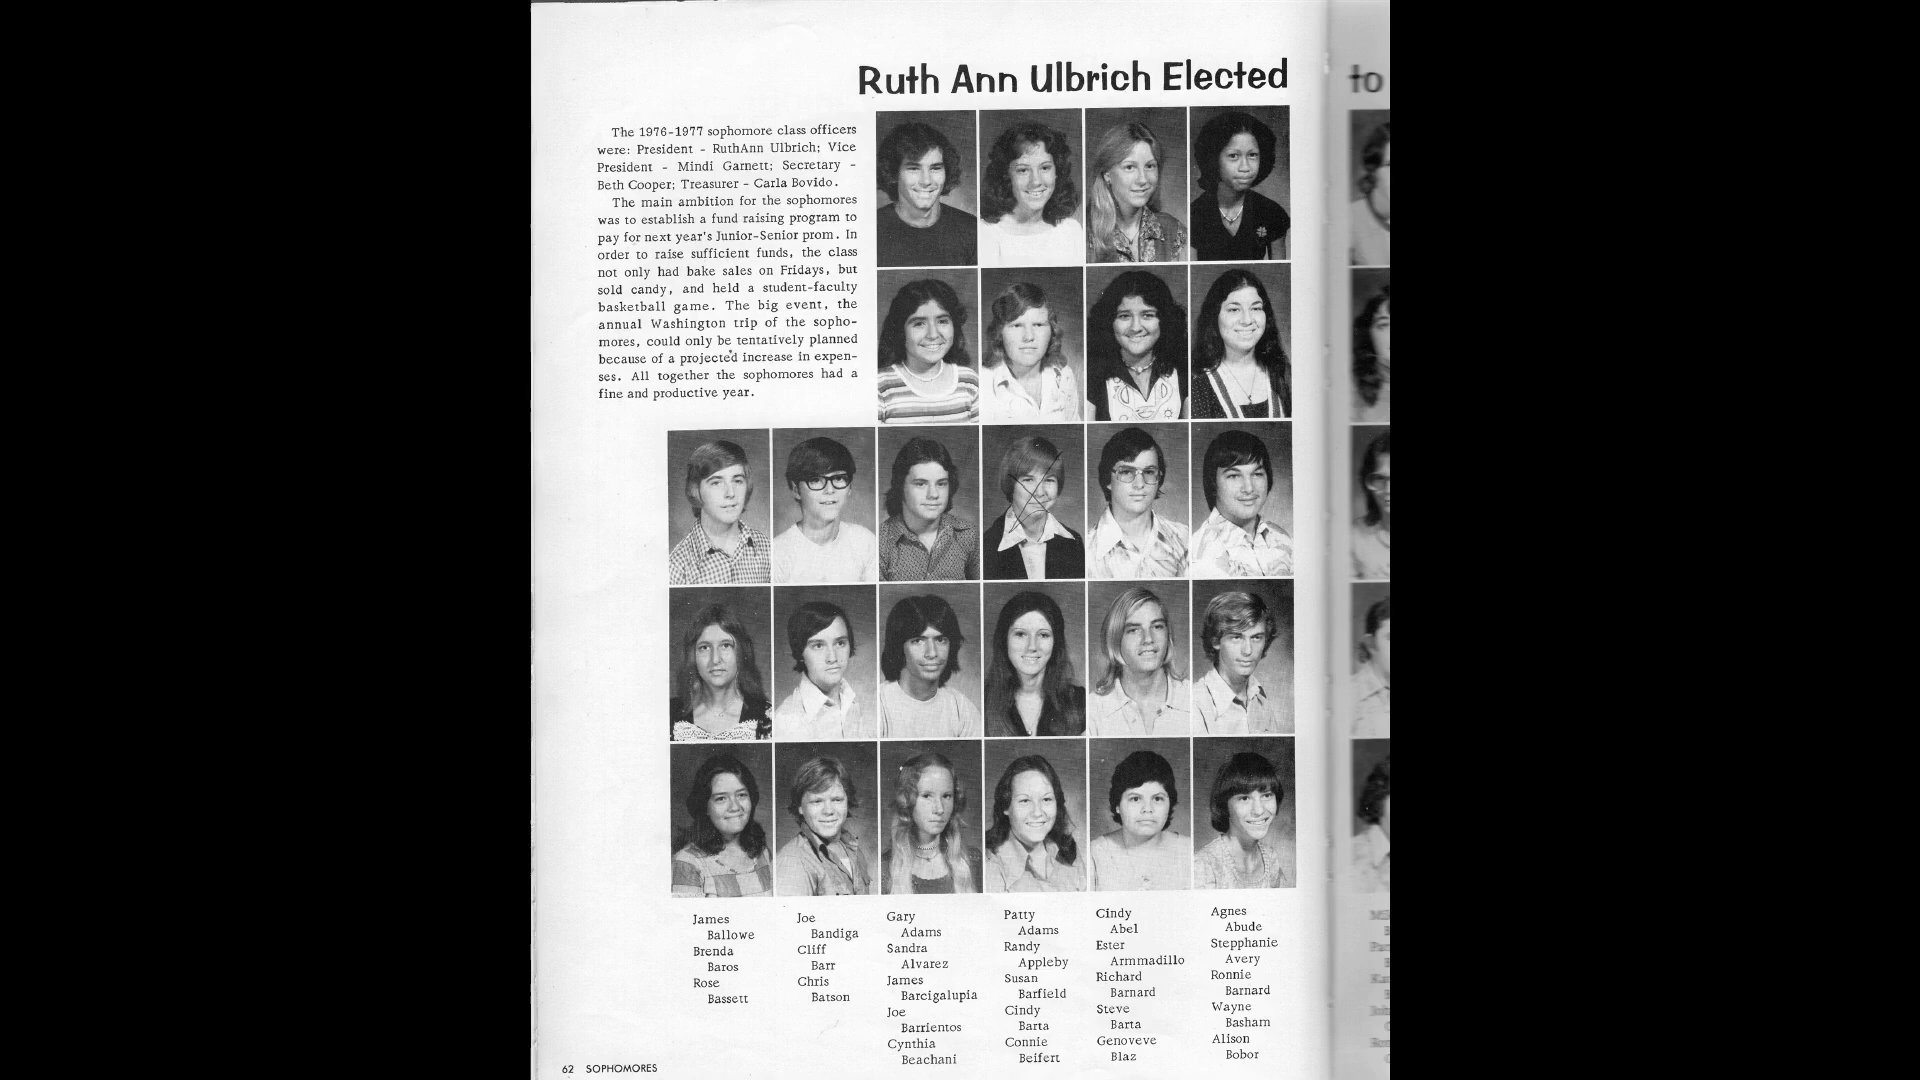 Ruth Ann Ulbrich Elected
to
The 1976-1977 sophomore class officers
were: President - RuthAnn Ulbrich; Vice
President - Mindi Garnett; Secretary -
Beth Cooper; Treasurer - Carla Bovido.
The main ambition for the sophomores
was to establish a fund raising program to
pay for next year's Junior-Senior prom. In
order to raise sufficient funds, the class
not only had bake sales on Fridays, but
sold candy, and held a student-faculty
basketball game. The big event, the
annual Washington trip of the sopho-
mores, could only be tentatively planned
because of a projected increase in expen-
ses. All together the sophomores had a
fine and productive year.
James
Ballowe
Brenda
Baros
Rose
Bassett
Joe
Bandiga
Cliff
Barr
Chris
Batson
Gary
Adams
Sandra
Alvarez
James
Barcigalupia
Joe
Barrientos
Cynthia
Beachani
Patty
Adams
Randy
Appleby
Susan
Barfield
Cindy
Barta
Connie
Beifert
Cindy
Abel
Ester
Armmadillo
Richard
Barnard
Steve
Barta
Genoveve
Blaz
Agnes
Abude
Stepphanie
Avery
Ronnie
Barnard
Wayne
Basham
Alison
Bobor
62 SOPHOMORES